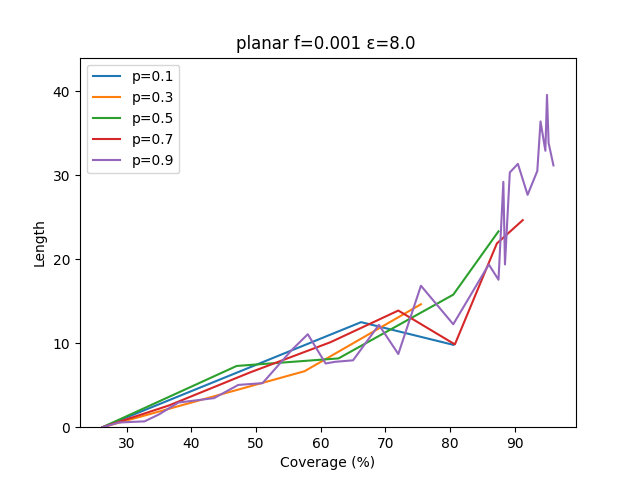 planar f=0.001 ε=8.0
p=0.1
p=0.3
p=0.5
p=0.7
p=0.9
40
30
20
10
0
Length
30 40 50 60 70 80 90
Coverage (%)